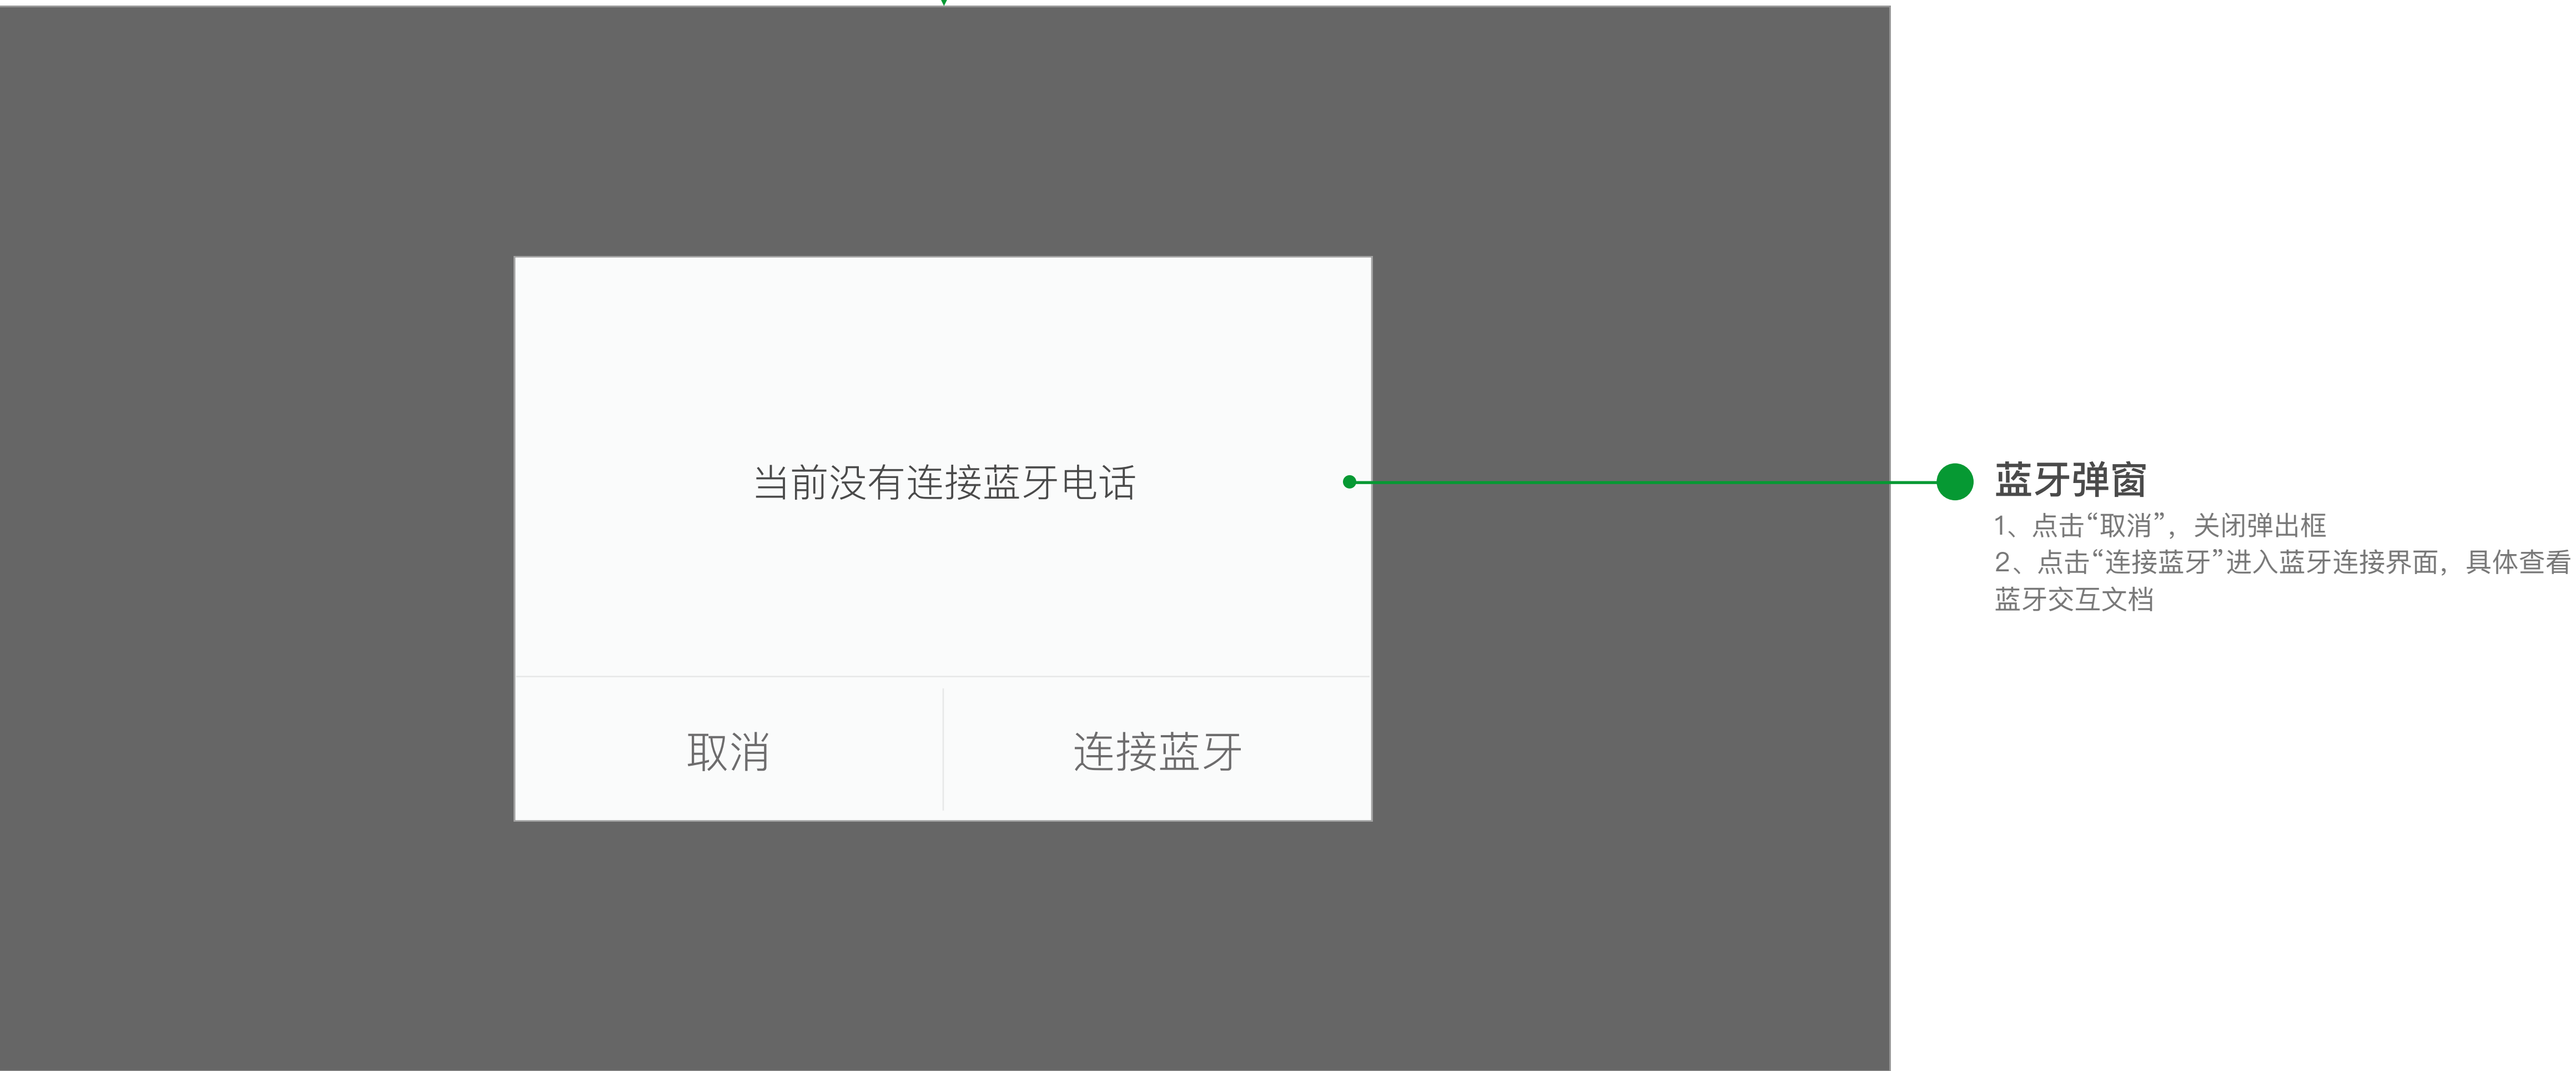 当前没有连接蓝牙电话
取消
连接蓝牙
蓝牙弹窗
1、点击“取消”，关闭弹出框
2、点击“连接蓝牙”进入蓝牙连接界面，具体查看
蓝牙交互文档